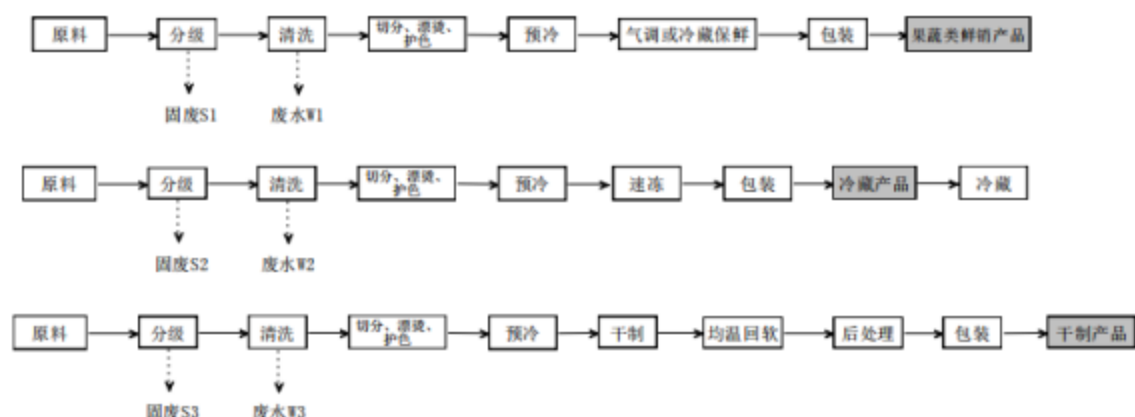 原料 分级 清洗 切分、漂烫、 预冷 气调或冷藏保鲜 包装 果蔬类鲜销产品
护色
固废S1 废水W1
原料 分级 清洗 切分、漂烫、 预冷 速冻 包装 冷藏产品 冷藏
护色
固废S2 废水W2
原料 分级 清洗 切分、漂烫、 预冷 干制 均温回软 后处理 包装 干制产品
护色
固废S3 废水W3